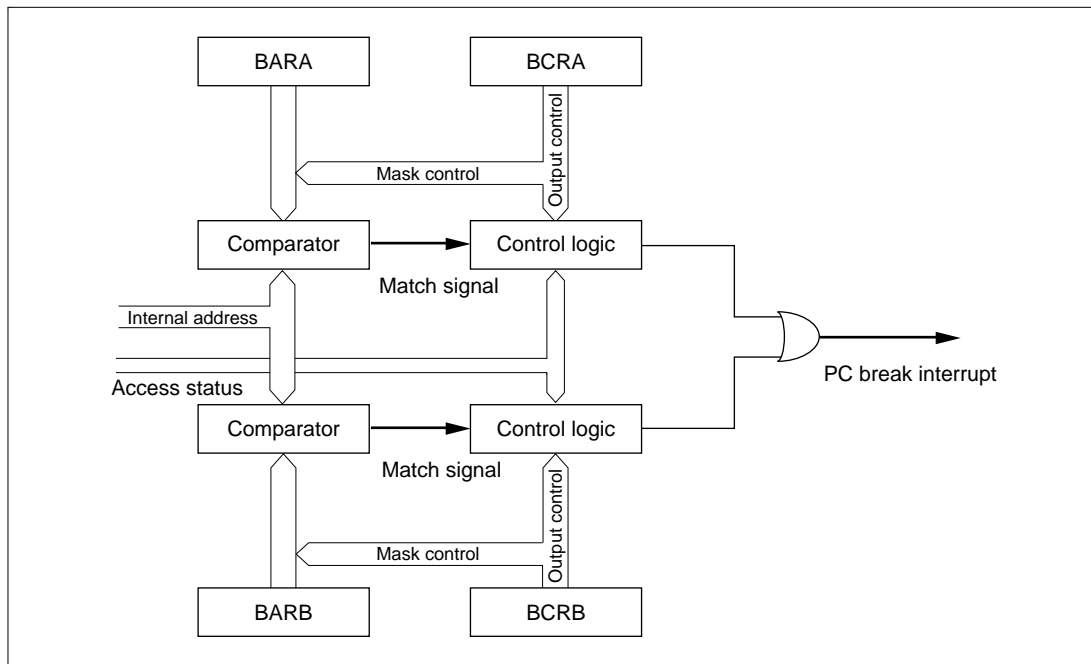 BARA
BCRA
Output control
Mask control
Comparator
Control logic
Match signal
Internal address
Access status
PC break interrupt
Comparator
Control logic
Match signal
Output control
Mask control
BARB
BCRB